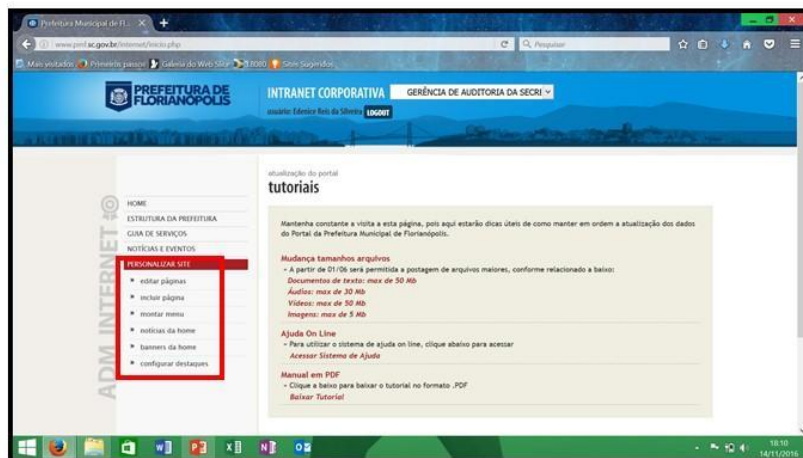 Prefeitura Municipal de Fl...
www.pmf.sc.gov.br/internet/inicio.php
Pesquisar
Mais visitados
Primeiros passos
Galeria do Web Slice
Sites Sugeridos
PREFEITURA DE
FLORIANÓPOLIS
INTRANET CORPORATIVA
GERÊNCIA DE AUDITORIA DA SECRE
usuário: Edenice Reis da Silveira LOGOUT
ADM INTERNET
HOME
ESTRUTURA DA PREFEITURA
GUIA DE SERVIÇOS
NOTÍCIAS E EVENTOS
PERSONALIZAR SITE
editar páginas
incluir página
montar menu
notícias da home
banners da home
configurar destaques
atualização do portal
tutoriais
Mantenha constante a visita a esta página, pois aqui estarão dicas úteis de como manter em ordem a atualização dos dados
do Portal da Prefeitura Municipal de Florianópolis.
Mudança tamanhos arquivos
- A partir de 01/06 será permitida a postagem de arquivos maiores, conforme relacionado a baixo:
Documentos de texto: max de 50 Mb
Áudios: max de 30 Mb
Vídeos: max de 50 Mb
Imagens: max de 5 Mb
Ajuda On Line
- Para utilizar o sistema de ajuda on line, clique abaixo para acessar
Acessar Sistema de Ajuda
Manual em PDF
- Clique a baixo para baixar o tutorial no formato .PDF
Baixar Tutorial
18:10
14/11/2016